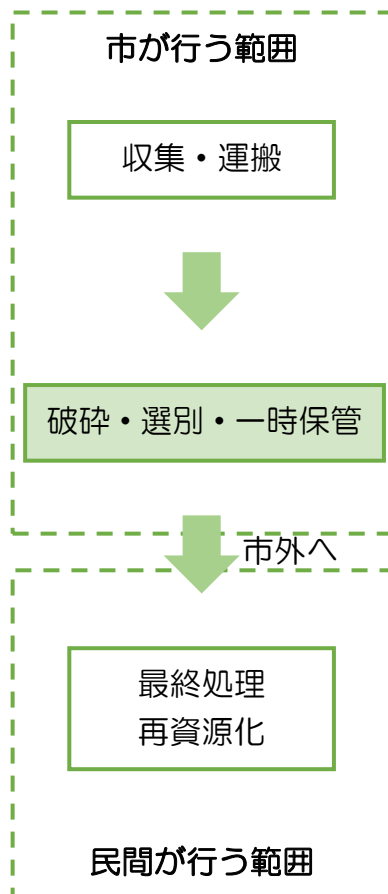 市が行う範囲
収集・運搬
破砕・選別・一時保管
市外へ
最終処理
再資源化
民間が行う範囲